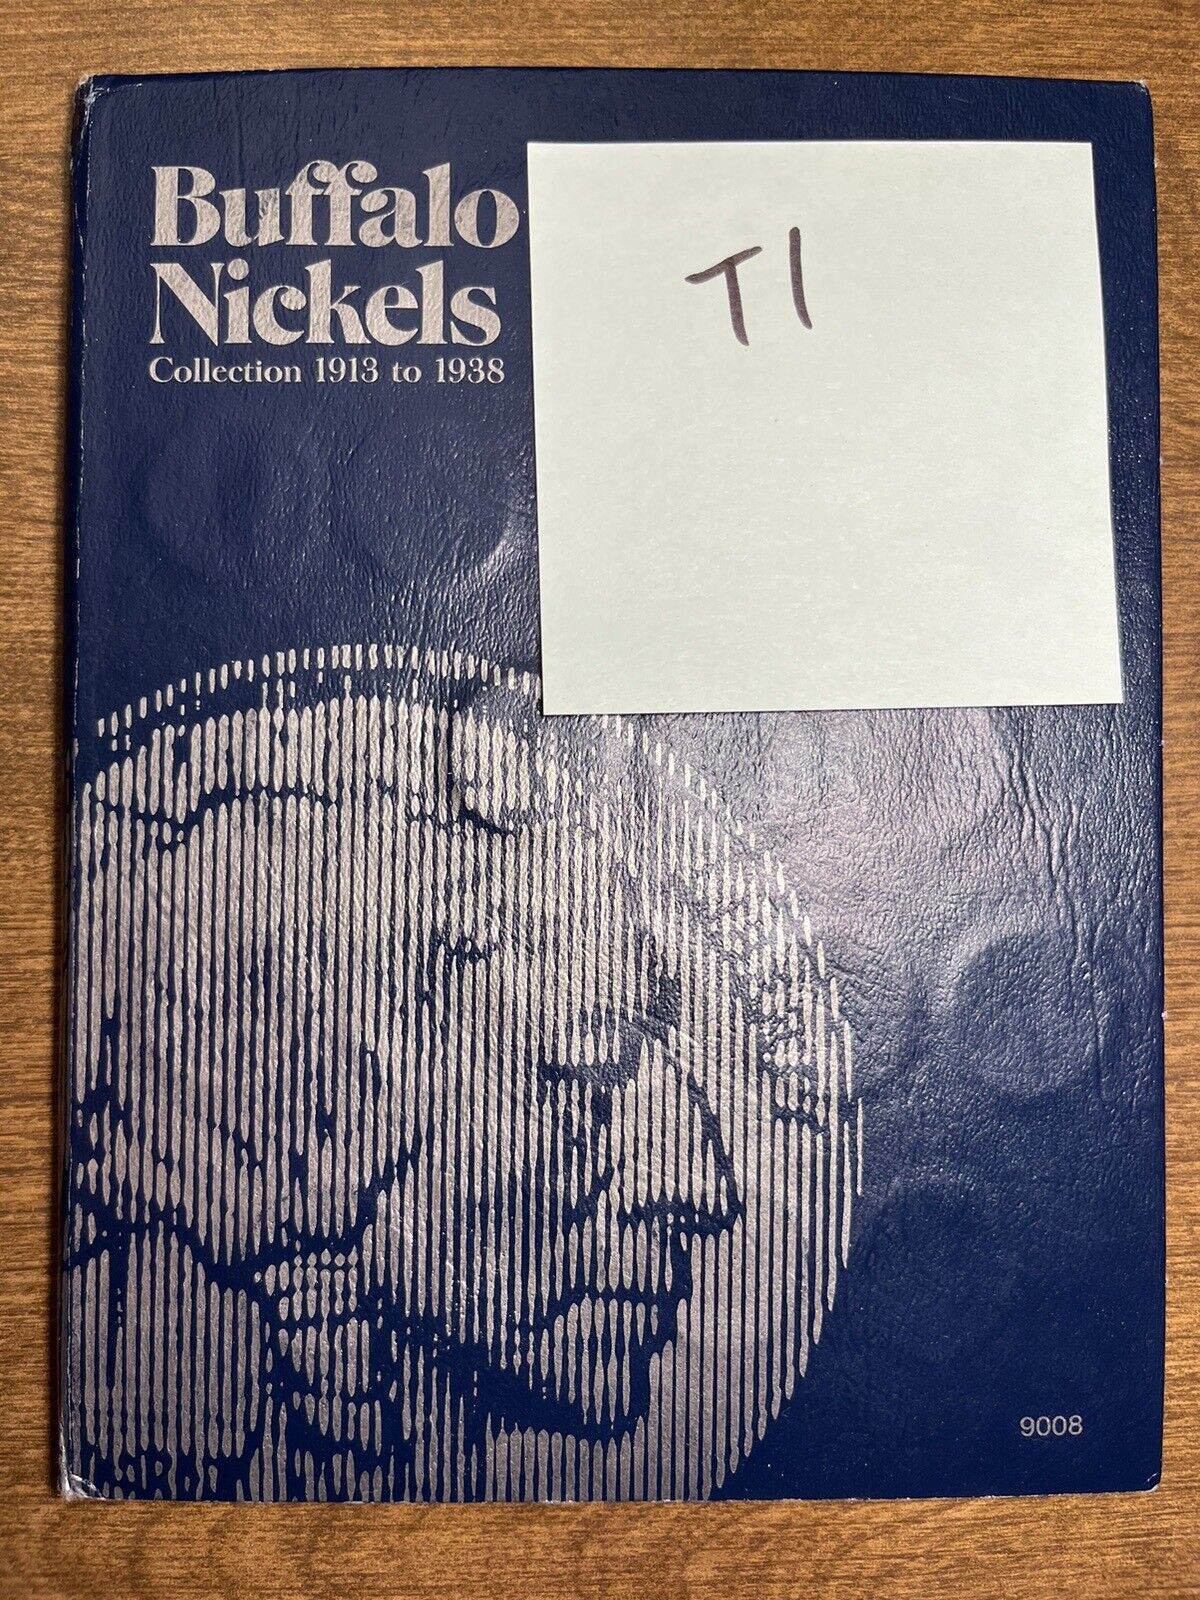 Buffalo
Nickels
Collection 1913 to 1938
T1
9008